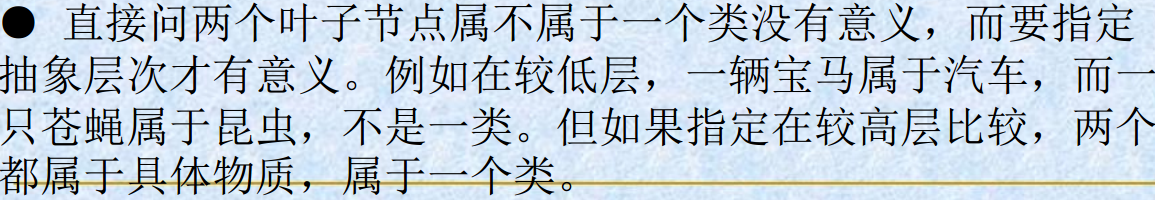 ● 直接问两个叶子节点属不属于一个类没有意义，而要指定
抽象层次才有意义。例如在较低层，一辆宝马属于汽车，而一
只苍蝇属于昆虫，不是一类。但如果指定在较高层比较，两个
都属于具体物质，属于一个类。